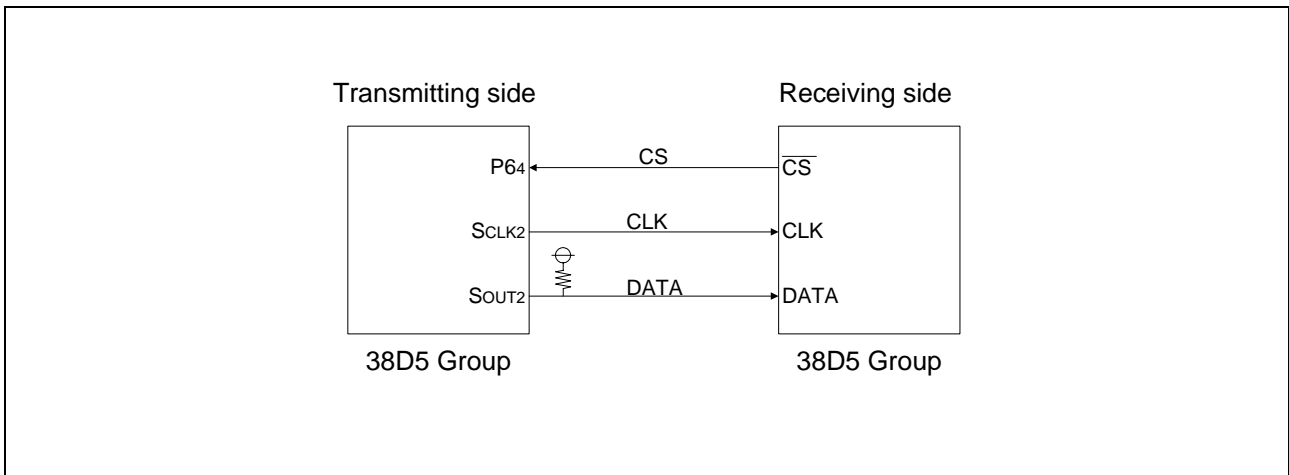 Transmitting side
Receiving side
P64
CS
CS
SCLK2
CLK
CLK
SOUT2
DATA
DATA
38D5 Group
38D5 Group